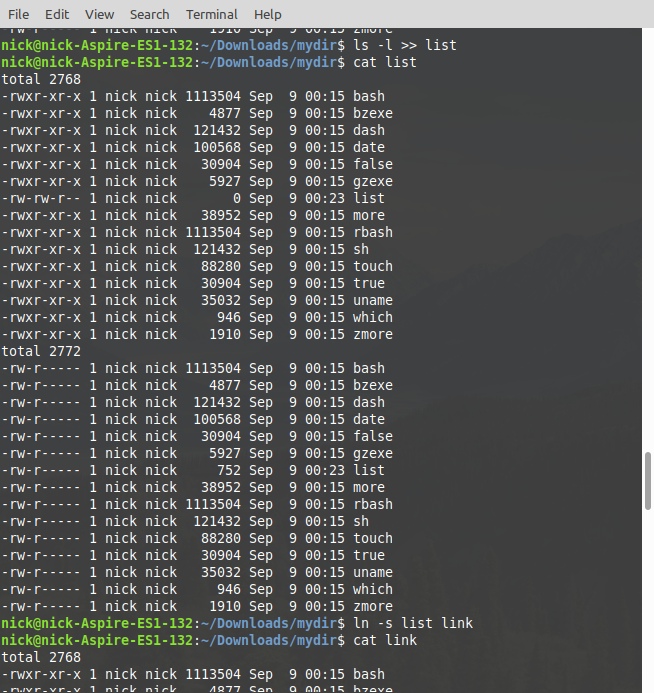 File Edit View Search Terminal Help
-rwxr-xr-x 1 nick nick    1910 Sep  9 00:15 zmore
nick@nick-Aspire-ES1-132:~/Downloads/mydir$ ls -l >> list
nick@nick-Aspire-ES1-132:~/Downloads/mydir$ cat list
total 2768
-rwxr-xr-x 1 nick nick 1113504 Sep  9 00:15 bash
-rwxr-xr-x 1 nick nick    4877 Sep  9 00:15 bzexe
-rwxr-xr-x 1 nick nick  121432 Sep  9 00:15 dash
-rwxr-xr-x 1 nick nick  100568 Sep  9 00:15 date
-rwxr-xr-x 1 nick nick   30904 Sep  9 00:15 false
-rwxr-xr-x 1 nick nick    5927 Sep  9 00:15 gzexe
-rw-rw-r-- 1 nick nick       0 Sep  9 00:23 list
-rwxr-xr-x 1 nick nick   38952 Sep  9 00:15 more
-rwxr-xr-x 1 nick nick 1113504 Sep  9 00:15 rbash
-rwxr-xr-x 1 nick nick  121432 Sep  9 00:15 sh
-rwxr-xr-x 1 nick nick   88280 Sep  9 00:15 touch
-rwxr-xr-x 1 nick nick   30904 Sep  9 00:15 true
-rwxr-xr-x 1 nick nick   35032 Sep  9 00:15 uname
-rwxr-xr-x 1 nick nick     946 Sep  9 00:15 which
-rwxr-xr-x 1 nick nick    1910 Sep  9 00:15 zmore
total 2772
-rw-r----- 1 nick nick 1113504 Sep  9 00:15 bash
-rw-r----- 1 nick nick    4877 Sep  9 00:15 bzexe
-rw-r----- 1 nick nick  121432 Sep  9 00:15 dash
-rw-r----- 1 nick nick  100568 Sep  9 00:15 date
-rw-r----- 1 nick nick   30904 Sep  9 00:15 false
-rw-r----- 1 nick nick    5927 Sep  9 00:15 gzexe
-rw-r----- 1 nick nick     752 Sep  9 00:23 list
-rw-r----- 1 nick nick   38952 Sep  9 00:15 more
-rw-r----- 1 nick nick 1113504 Sep  9 00:15 rbash
-rw-r----- 1 nick nick  121432 Sep  9 00:15 sh
-rw-r----- 1 nick nick   88280 Sep  9 00:15 touch
-rw-r----- 1 nick nick   30904 Sep  9 00:15 true
-rw-r----- 1 nick nick   35032 Sep  9 00:15 uname
-rw-r----- 1 nick nick     946 Sep  9 00:15 which
-rw-r----- 1 nick nick    1910 Sep  9 00:15 zmore
nick@nick-Aspire-ES1-132:~/Downloads/mydir$ ln -s list link
nick@nick-Aspire-ES1-132:~/Downloads/mydir$ cat link
total 2768
-rwxr-xr-x 1 nick nick 1113504 Sep  9 00:15 bash
-rwxr-xr-x 1 nick nick    4877 Sep  9 00:15 bzexe